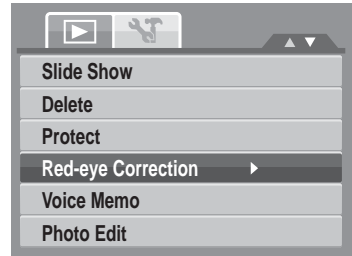 Slide Show
Delete
Protect
Red-eye Correction
Voice Memo
Photo Edit